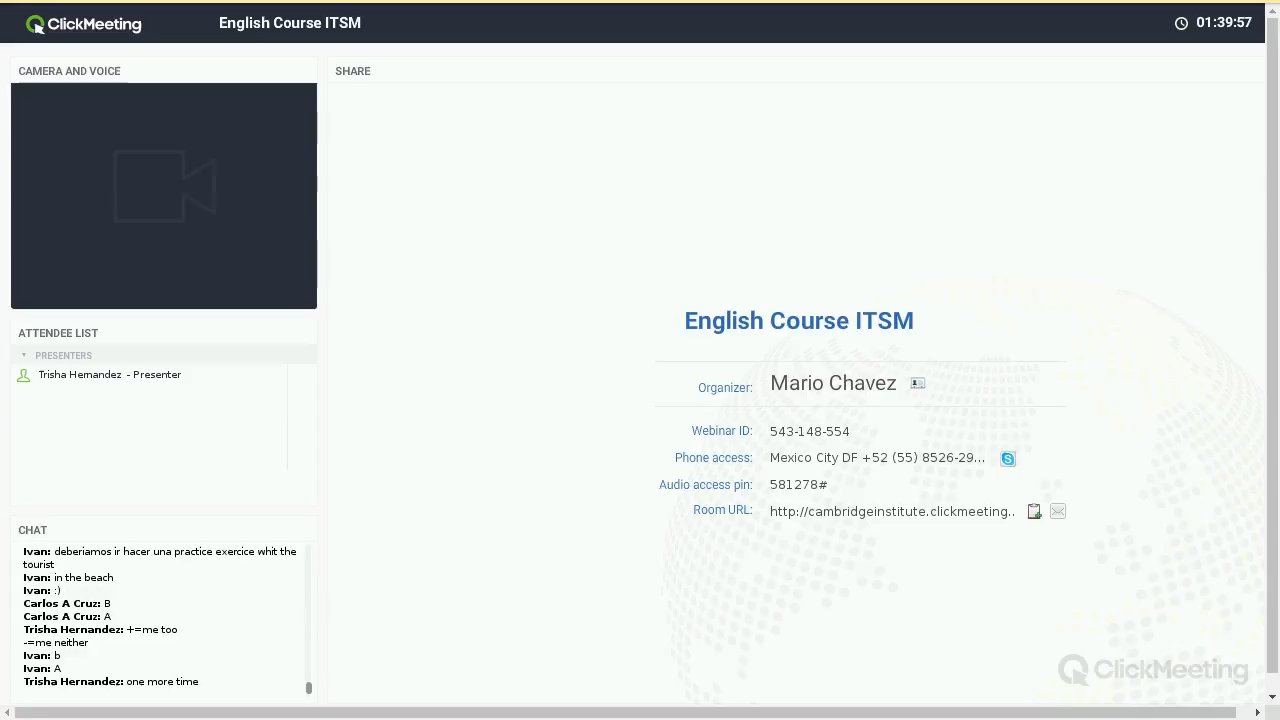 ClickMeeting
English Course ITSM
01:39:57
CAMERA AND VOICE
SHARE
ATTENDEE LIST
PRESENTERS
Trisha Hernandez - Presenter
CHAT
Ivan: deberiamos ir hacer una practice exercice whit the
tourist
Ivan: in the beach
Ivan: :)
Carlos A Cruz: B
Carlos A Cruz: A
Trisha Hernandez: +=me too
-=me neither
Ivan: b
Ivan: A
Trisha Hernandez: one more time
English Course ITSM
Organizer: Mario Chavez
Webinar ID: 543-148-554
Phone access: Mexico City DF +52 (55) 8526-29...
Audio access pin: 581278#
Room URL: http://cambridgeinstitute.clickmeeting..
ClickMeeting